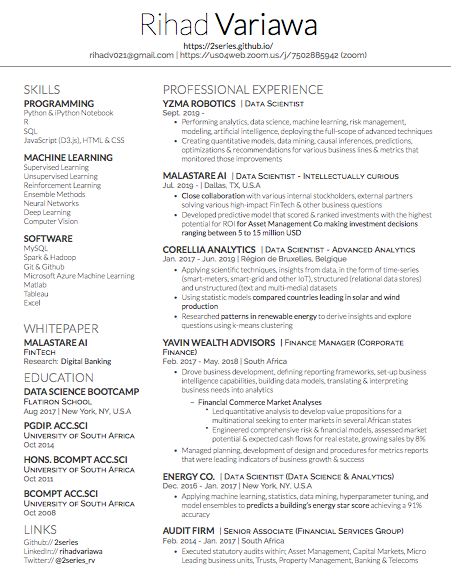 Rihad Variawa
https://2series.github.io/
rihadv021@gmail.com | https://us04web.zoom.us/j/7502885942 (zoom)
SKILLS
PROGRAMMING
Python & iPython Notebook
R
SQL
JavaScript (D3.js), HTML & CSS
MACHINE LEARNING
Supervised Learning
Unsupervised Learning
Reinforcement Learning
Ensemble Methods
Neural Networks
Deep Learning
Computer Vision
SOFTWARE
MySQL
Spark & Hadoop
Git & Github
Microsoft Azure Machine Learning
Matlab
Tableau
Excel
WHITEPAPER
MALASTARE AI
FinTech
Research: Digital Banking
EDUCATION
DATA SCIENCE BOOTCAMP
Flatiron School
Aug 2017 | New York, NY, U.S.A
PGDIP. ACC.SCI
University of South Africa
Oct 2014
HONS. BCOMPT ACC.SCI
University of South Africa
Oct 2011
BCOMPT ACC.SCI
University of South Africa
Oct 2008
LINKS
Github:// 2series
LinkedIn:// rihadvariawa
Twitter:// @2series_rv
PROFESSIONAL EXPERIENCE
YZMA ROBOTICS | Data Scientist
Sept. 2019 -
• Performing analytics, data science, machine learning, risk management,
modeling, artificial intelligence, deploying the full-scope of advanced techniques
• Creating quantitative models, data mining, causal inferences, predictions,
optimizations & recommendations for various business lines & metrics that
monitored those improvements
MALASTARE AI | Data Scientist - Intellectually curious
Jul. 2019 - | Dallas, TX, U.S.A
• Close collaboration with various internal stockholders, external partners
solving various high-impact FinTech & other business questions
• Developed predictive model that scored & ranked investments with the highest
potential for ROI for Asset Management Co making investment decisions
ranging between 5 to 15 million USD
CORELLIA ANALYTICS | Data Scientist - Advanced Analytics
Jan. 2017 - Jun. 2019 | Région de Bruxelles, Belgique
• Applying scientific techniques, insights from data, in the form of time-series
(smart-meters, smart-grid and other IoT), structured (relational data stores)
and unstructured (text and multi-media) datasets
• Using statistic models compared countries leading in solar and wind
production
• Researched patterns in renewable energy to derive insights and explore
questions using k-means clustering
YAVIN WEALTH ADVISORS | Finance Manager (Corporate
Finance)
Feb. 2017 - May. 2018 | South Africa
• Drove business development, defining reporting frameworks, set-up business
intelligence capabilities, building data models, translating & interpreting
business needs into analytics
– Financial Commerce Market Analyses
* Led quantitative analysis to develop value propositions for a
multinational seeking to enter markets in several African states
* Engineered comprehensive risk & financial models, assessed market
potential & expected cash flows for real estate, growing sales by 8%
• Managed planning, development of design and procedures for metrics reports
that were leading indicators of business growth & success
ENERGY CO. | Data Scientist (Data Science & Analytics)
Dec. 2016 - Jan. 2017 | New York, NY, U.S.A
• Applying machine learning, statistics, data mining, hyperparameter tuning, and
model ensembles to predict a building's energy star score achieving a 91%
accuracy
AUDIT FIRM | Senior Associate (Financial Services Group)
Feb. 2014 - Oct. 2016 | South Africa
• Executed statutory audits within; Asset Management, Capital Markets, Micro
Lending Enterprises, Broadcasting, Travel & Telecoms